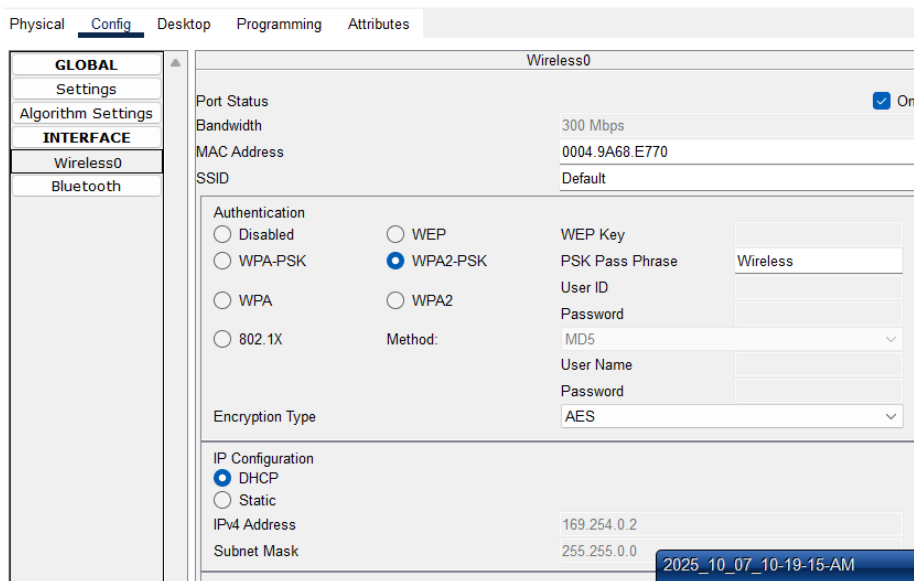 Physical Config Desktop Programming Attributes
GLOBAL
Settings
Algorithm Settings
INTERFACE
Wireless0
Bluetooth
Wireless0
Port Status On
Bandwidth 300 Mbps
MAC Address 0004.9A68.E770
SSID Default
Authentication
Disabled WEP WEP Key
WPA-PSK WPA2-PSK PSK Pass Phrase Wireless
User ID
WPA WPA2
Password
802.1X Method: MD5
User Name
Password
Encryption Type AES
IP Configuration
DHCP
Static
IPv4 Address 169.254.0.2
Subnet Mask 255.255.0.0
2025_10_07_10-19-15-AM